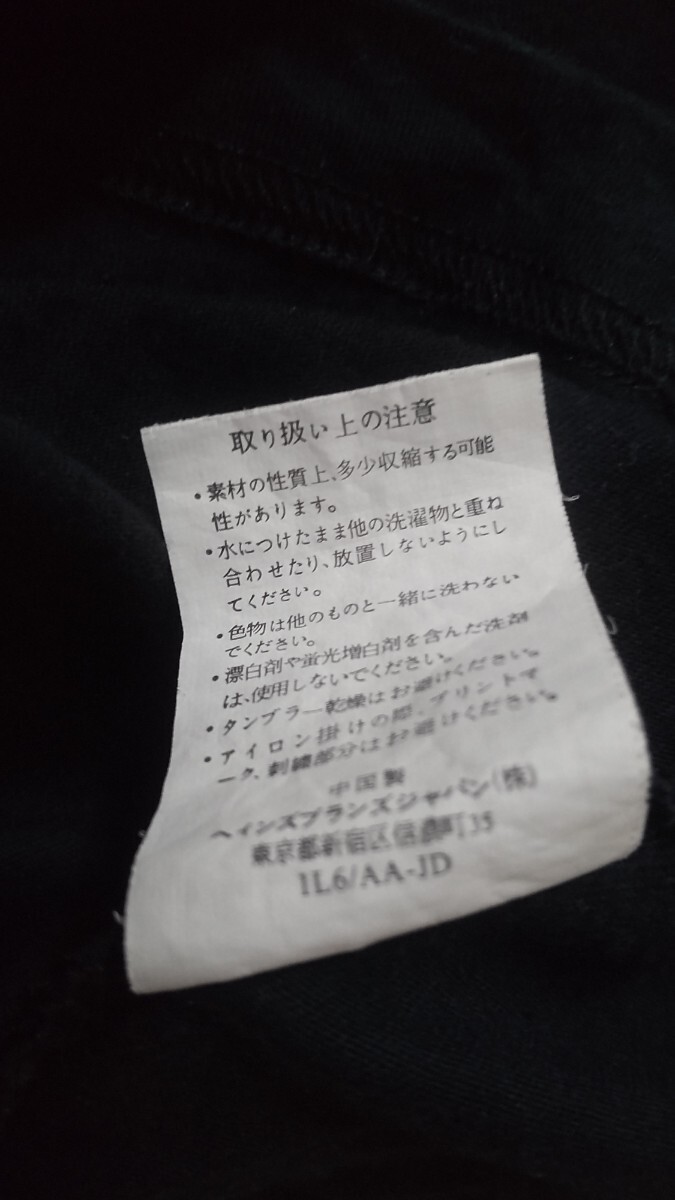 取り扱い上の注意
・素材の性質上、多少収縮する可能
性があります。
・水につけたまま他の洗濯物と重ね
合わせたり、放置しないようにし
てください。
・色物は他のものと一緒に洗わない
でください。
・漂白剤や蛍光増白剤を含んだ洗剤
は、使用しないでください。
・タンブラー乾燥はお避けください。
・アイロン掛けの際、プリントマ
ーク、刺繍部分はお避けください。
中国製
ヘインズブランズジャパン(株)
東京都新宿区信濃町35
1L6/AA-JD